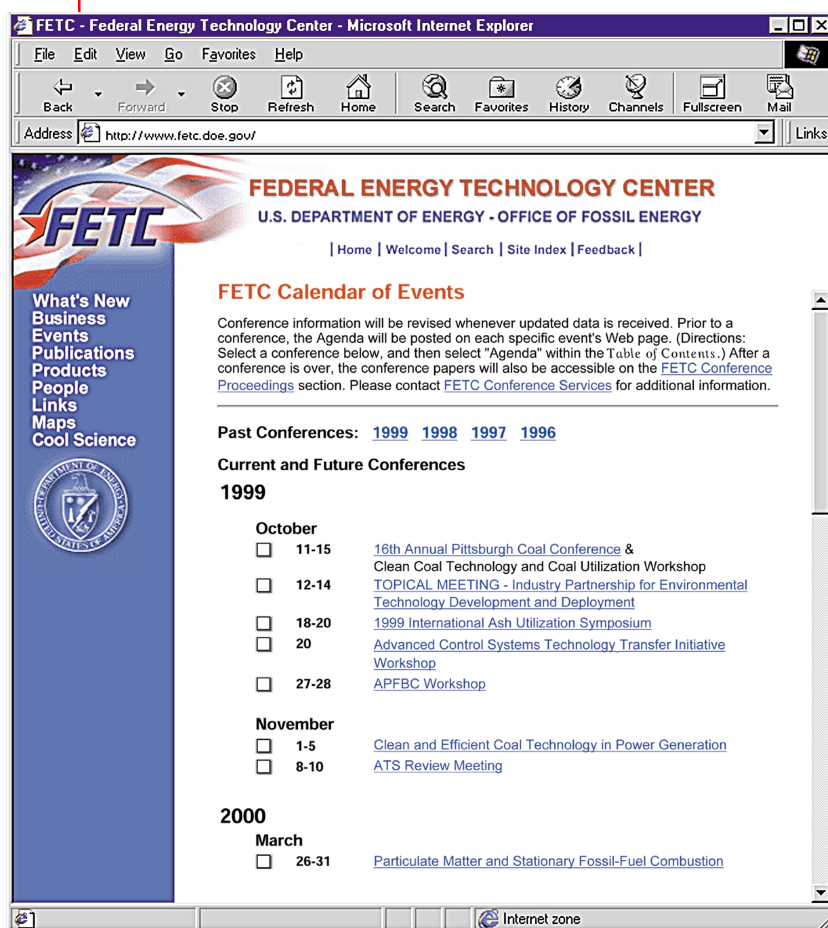 FETC - Federal Energy Technology Center - Microsoft Internet Explorer
File Edit View Go Favorites Help
Back Forward Stop Refresh Home Search Favorites History Channels Fullscreen Mail
Address http://www.fetc.doe.gov/ Links
FETC
FEDERAL ENERGY TECHNOLOGY CENTER
U.S. DEPARTMENT OF ENERGY - OFFICE OF FOSSIL ENERGY
| Home | Welcome | Search | Site Index | Feedback |
What's New
Business
Events
Publications
Products
People
Links
Maps
Cool Science
DEPARTMENT OF ENERGY
UNITED STATES OF AMERICA
FETC Calendar of Events
Conference information will be revised whenever updated data is received. Prior to a
conference, the Agenda will be posted on each specific event's Web page. (Directions:
Select a conference below, and then select "Agenda" within the Table of Contents.) After a
conference is over, the conference papers will also be accessible on the FETC Conference
Proceedings section. Please contact FETC Conference Services for additional information.
Past Conferences: 1999 1998 1997 1996
Current and Future Conferences
1999
October
11-15 16th Annual Pittsburgh Coal Conference &
Clean Coal Technology and Coal Utilization Workshop
12-14 TOPICAL MEETING - Industry Partnership for Environmental
Technology Development and Deployment
18-20 1999 International Ash Utilization Symposium
20 Advanced Control Systems Technology Transfer Initiative
Workshop
27-28 APFBC Workshop
November
1-5 Clean and Efficient Coal Technology in Power Generation
8-10 ATS Review Meeting
2000
March
26-31 Particulate Matter and Stationary Fossil-Fuel Combustion
Internet zone